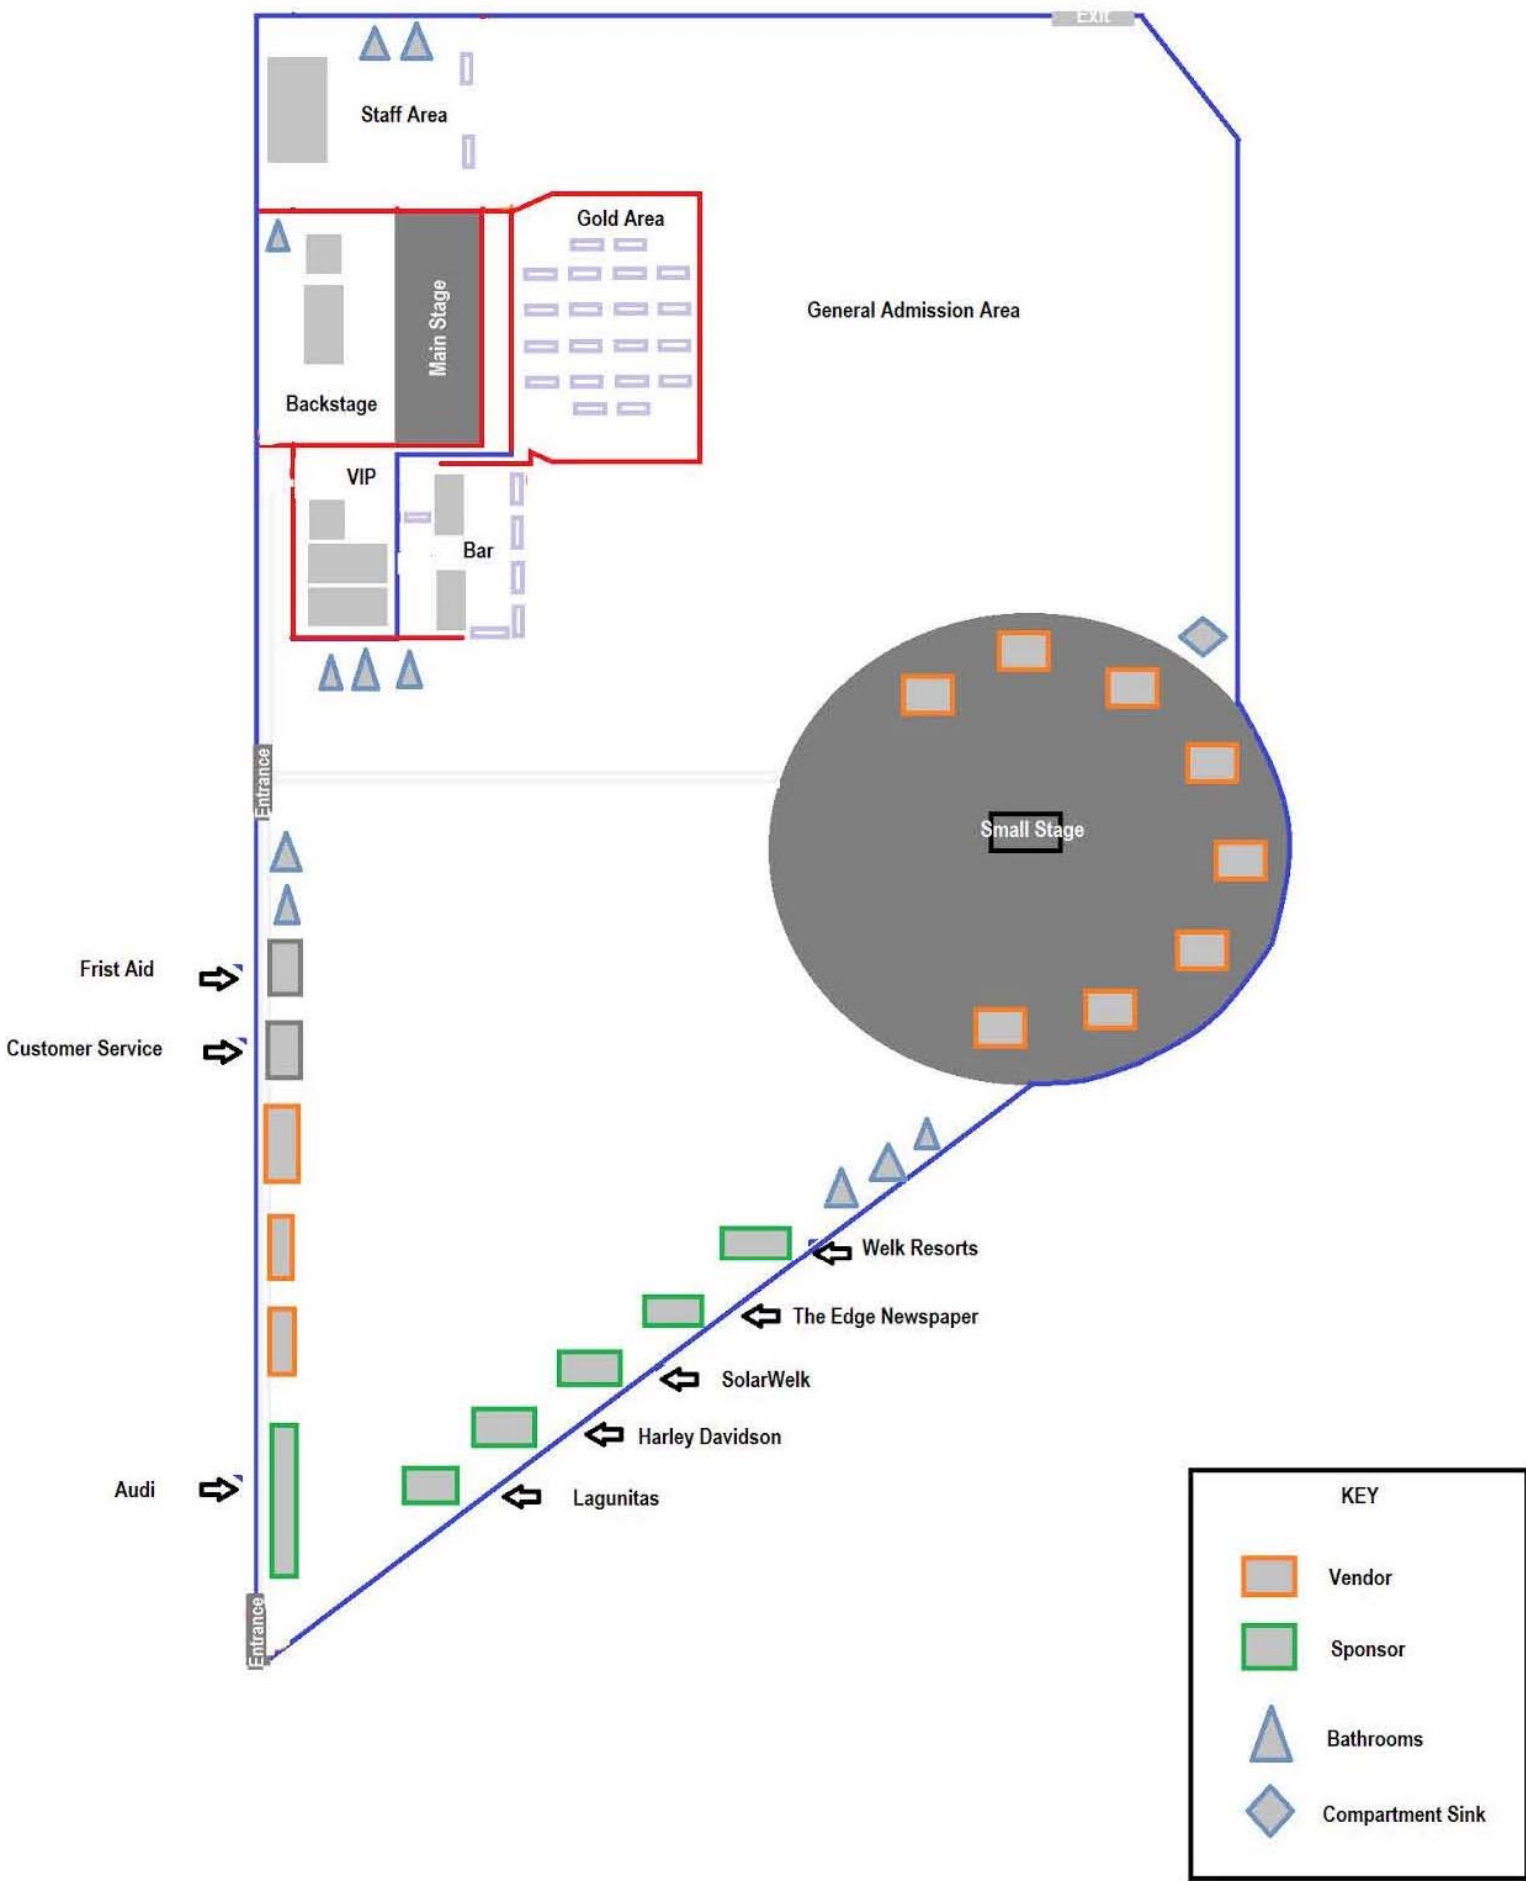 Exit
Staff Area
Gold Area
General Admission Area
Main Stage
Backstage
VIP
Bar
Entrance
Small Stage
Frist Aid
Customer Service
Welk Resorts
The Edge Newspaper
SolarWelk
Harley Davidson
Audi
Lagunitas
Entrance
KEY
Vendor
Sponsor
Bathrooms
Compartment Sink